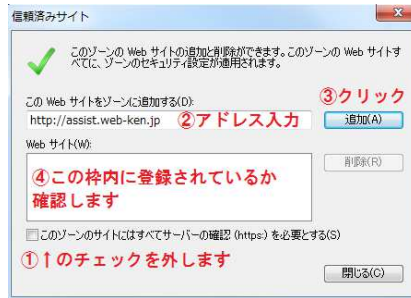 信頼済みサイト
このゾーンの Web サイトの追加と削除ができます。このゾーンの Web サイトす
べてに、ゾーンのセキュリティ設定が適用されます。
この Web サイトをゾーンに追加する(D):
③クリック
http://assist.web-ken.jp ②アドレス入力
追加(A)
Web サイト(W):
④この枠内に登録されているか
確認します
削除(R)
このゾーンのサイトにはすべてサーバーの確認 (https:) を必要とする(S)
①↑のチェックを外します
閉じる(C)